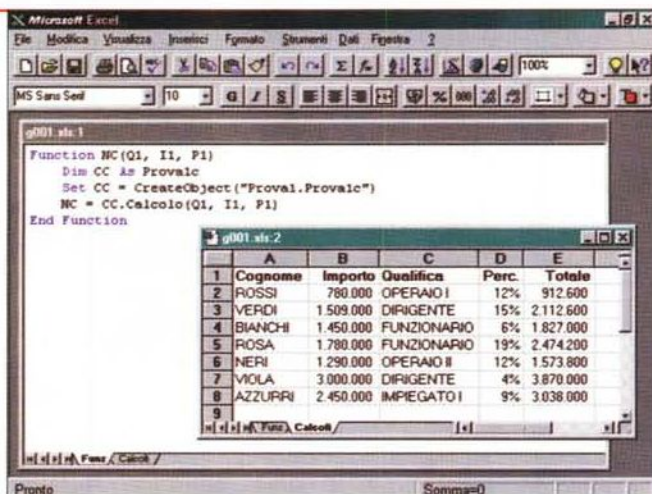 Microsoft Excel
File Modifica Visualizza Inserisci Formato Strumenti Dati Finestra ?
100%
MS Sans Serif 10 G I S % 000
g001.xls:1
Function NC(Q1, I1, P1)
Dim CC As Prova1c
Set CC = CreateObject("Prova1.Prova1c")
NC = CC.Calcolo(Q1, I1, P1)
End Function
g001.xls:2
A B C D E
1 Cognome Importo Qualifica Perc. Totale
2 ROSSI 780.000 OPERAIO I 12% 912.600
3 VERDI 1.509.000 DIRIGENTE 15% 2.112.600
4 BIANCHI 1.450.000 FUNZIONARIO 6% 1.827.000
5 ROSA 1.780.000 FUNZIONARIO 19% 2.474.200
6 NERI 1.290.000 OPERAIO II 12% 1.573.800
7 VIOLA 3.000.000 DIRIGENTE 4% 3.870.000
8 AZZURRI 2.450.000 IMPIEGATO I 9% 3.038.000
9
Funz Calcoli
Funz Calcoli
Pronto Somma=0